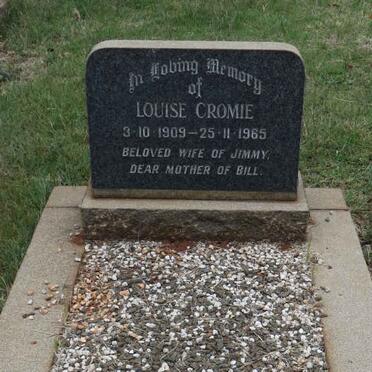 In Loving Memory
of
LOUISE CROMIE
3·10·1909–25·11·1965
BELOVED WIFE OF JIMMY,
DEAR MOTHER OF BILL.